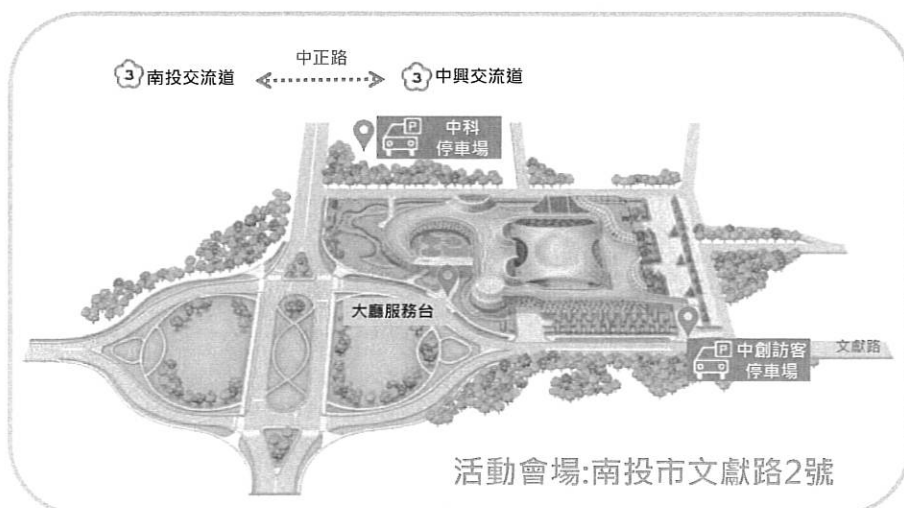 中正路
3 南投交流道
3 中興交流道
P 中科
停車場
大廳服務台
文獻路
P 中創訪客
停車場
活動會場:南投市文獻路2號